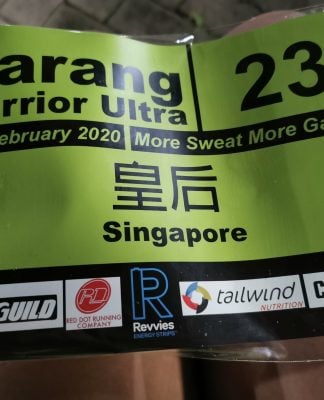 arang
rrior Ultra
23
ebruary 2020
More Sweat More Ga
皇后
Singapore
GUILD
RED DOT RUNNING
COMPANY
R
Revvies
ENERGY STRIPS
tailwind
NUTRITION
C